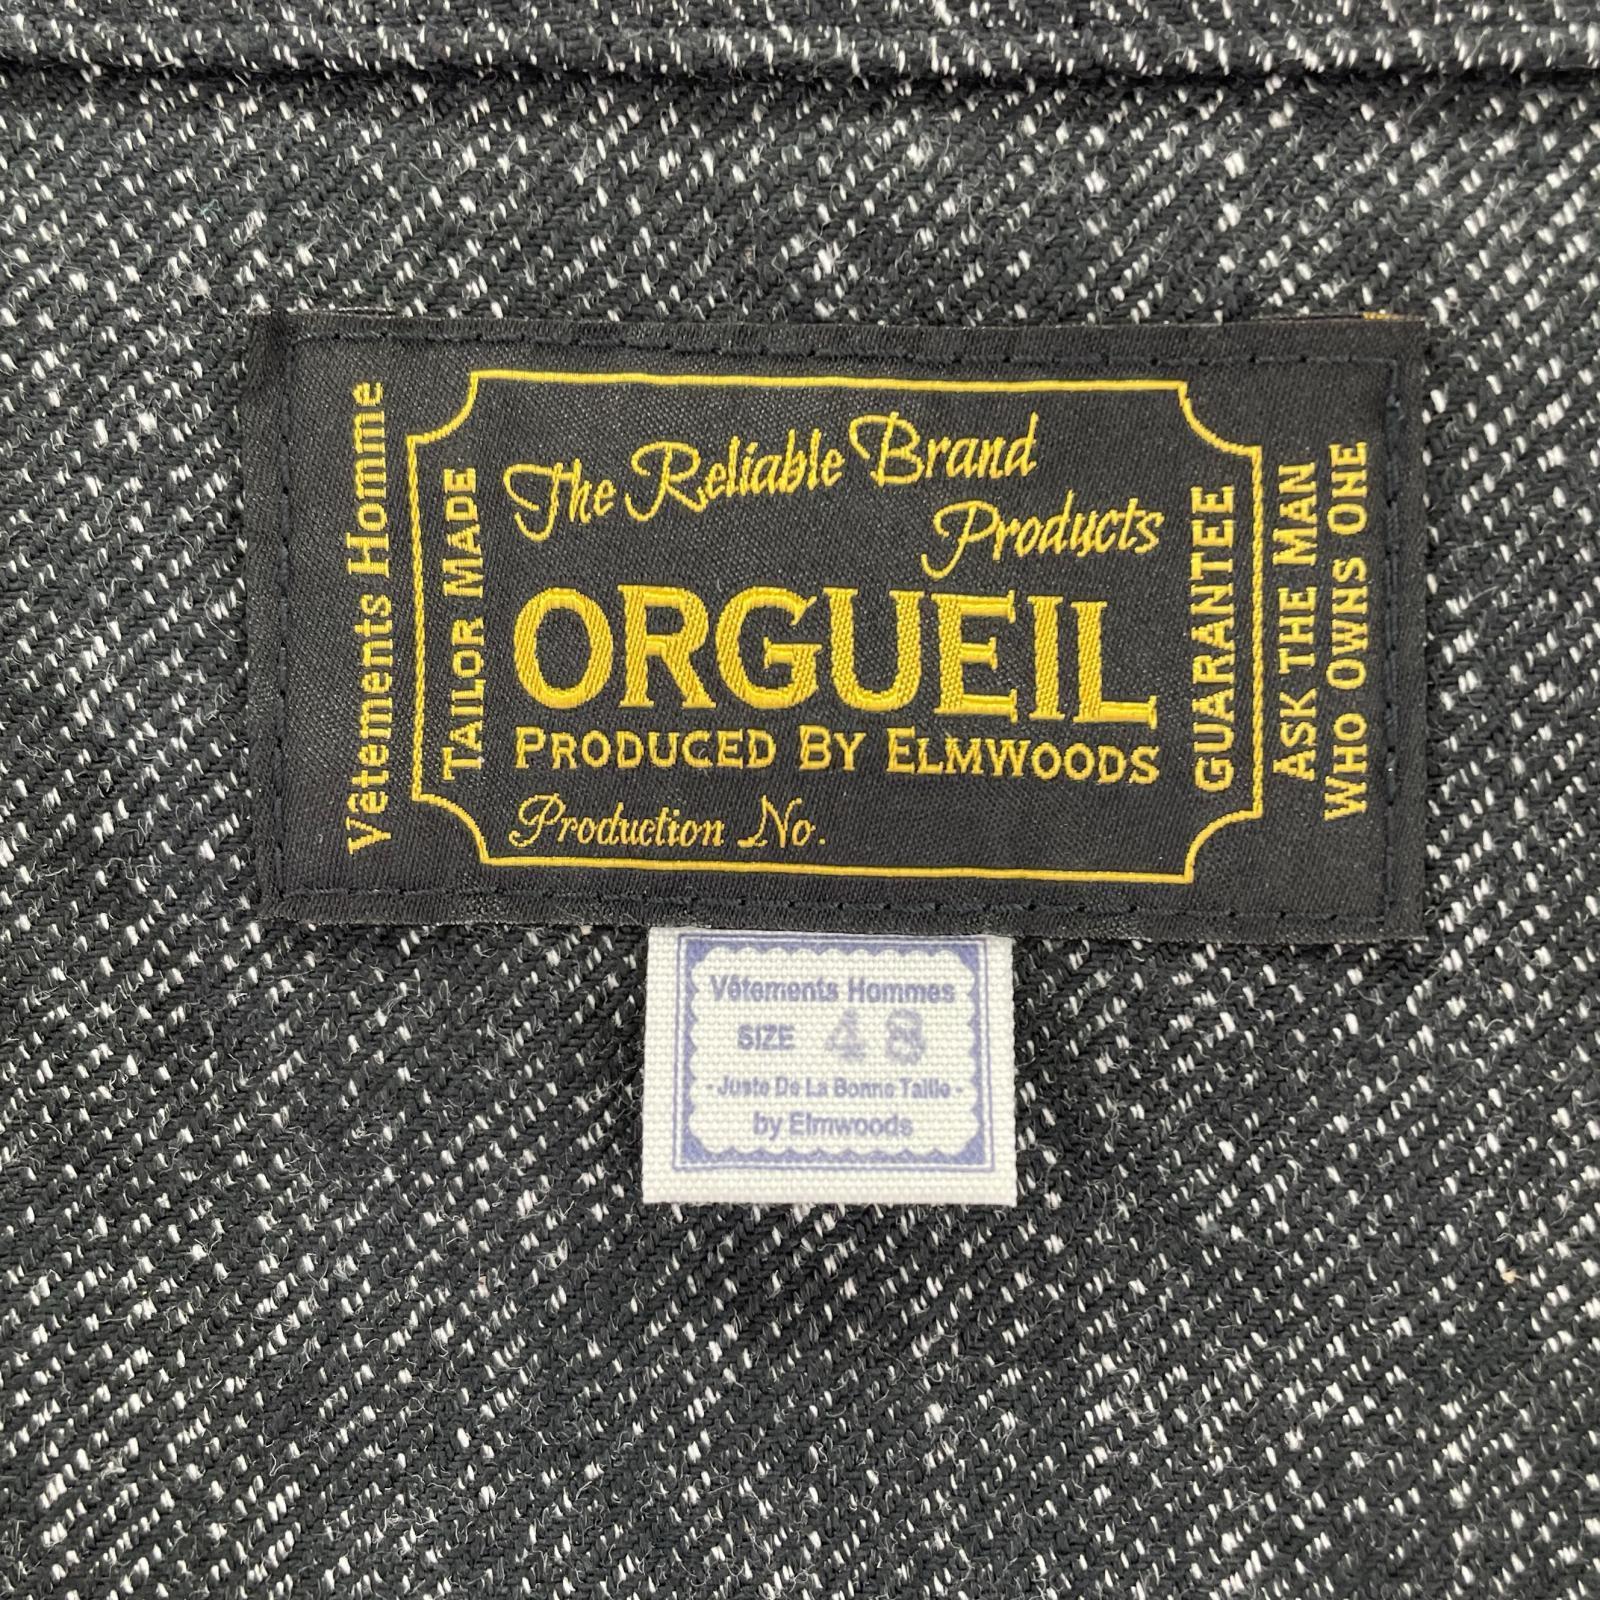 Vêtements Homme
TAILOR MADE
The Reliable Brand
Products
ORGUEIL
PRODUCED BY ELMWOODS
Production No.
GUARANTEE
ASK THE MAN
WHO OWNS ONE
Vêtements Hommes
SIZE 48
- Juste De La Bonne Taille -
by Elmwoods